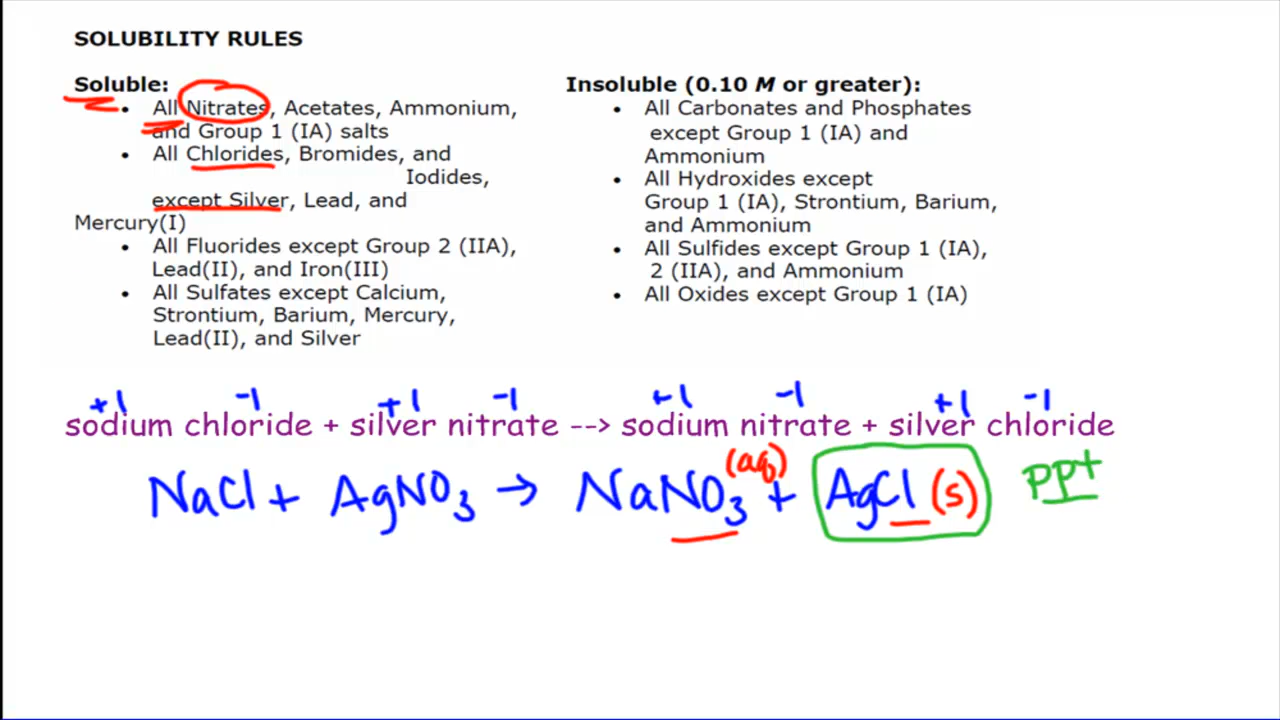 SOLUBILITY RULES
Soluble:
• All Nitrates, Acetates, Ammonium,
and Group 1 (IA) salts
• All Chlorides, Bromides, and
Iodides,
except Silver, Lead, and
Mercury(I)
• All Fluorides except Group 2 (IIA),
Lead(II), and Iron(III)
• All Sulfates except Calcium,
Strontium, Barium, Mercury,
Lead(II), and Silver
Insoluble (0.10 M or greater):
• All Carbonates and Phosphates
except Group 1 (IA) and
Ammonium
• All Hydroxides except
Group 1 (IA), Strontium, Barium,
and Ammonium
• All Sulfides except Group 1 (IA),
2 (IIA), and Ammonium
• All Oxides except Group 1 (IA)
+1 -1 +1 -1 +1 -1 +1 -1
sodium chloride + silver nitrate --> sodium nitrate + silver chloride
NaCl + AgNO₃ → NaNO₃ (aq) + AgCl (s) ppt